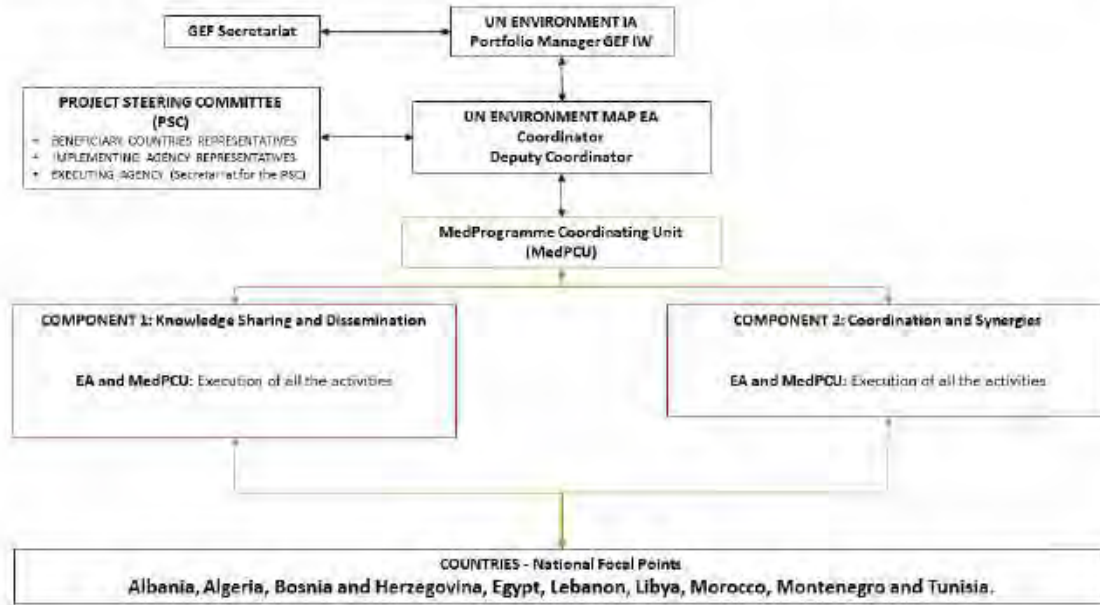 GEF Secretariat
UN ENVIRONMENT IA
Portfolio Manager GEF IW
PROJECT STEERING COMMITTEE
(PSC)
• BENEFICIARY COUNTRIES REPRESENTATIVES
• IMPLEMENTING AGENCY REPRESENTATIVES
• EXECUTING AGENCY (Secretariat for the PSC)
UN ENVIRONMENT MAP EA
Coordinator
Deputy Coordinator
MedProgramme Coordinating Unit
(MedPCU)
COMPONENT 1: Knowledge Sharing and Dissemination
EA and MedPCU: Execution of all the activities
COMPONENT 2: Coordination and Synergies
EA and MedPCU: Execution of all the activities
COUNTRIES - National Focal Points
Albania, Algeria, Bosnia and Herzegovina, Egypt, Lebanon, Libya, Morocco, Montenegro and Tunisia.